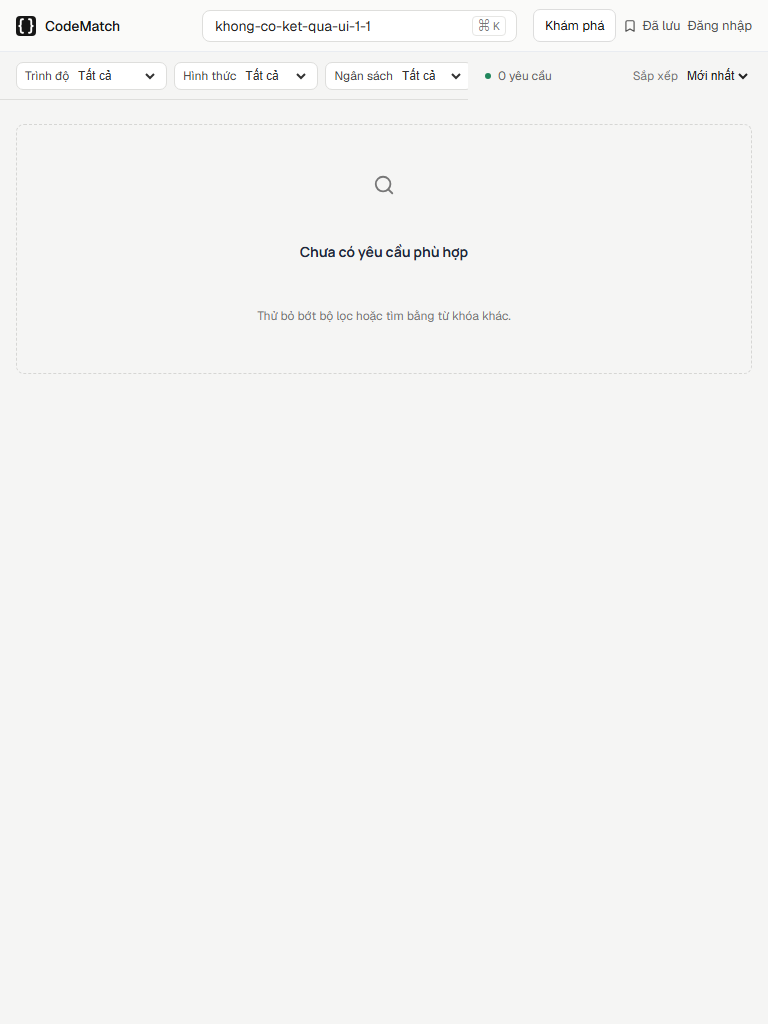 {} CodeMatch khong-co-ket-qua-ui-1-1 ⌘ K Khám phá Đã lưu Đăng nhập
Trình độ Tất cả Hình thức Tất cả Ngân sách Tất cả 0 yêu cầu Sắp xếp Mới nhất
Chưa có yêu cầu phù hợp
Thử bỏ bớt bộ lọc hoặc tìm bằng từ khóa khác.